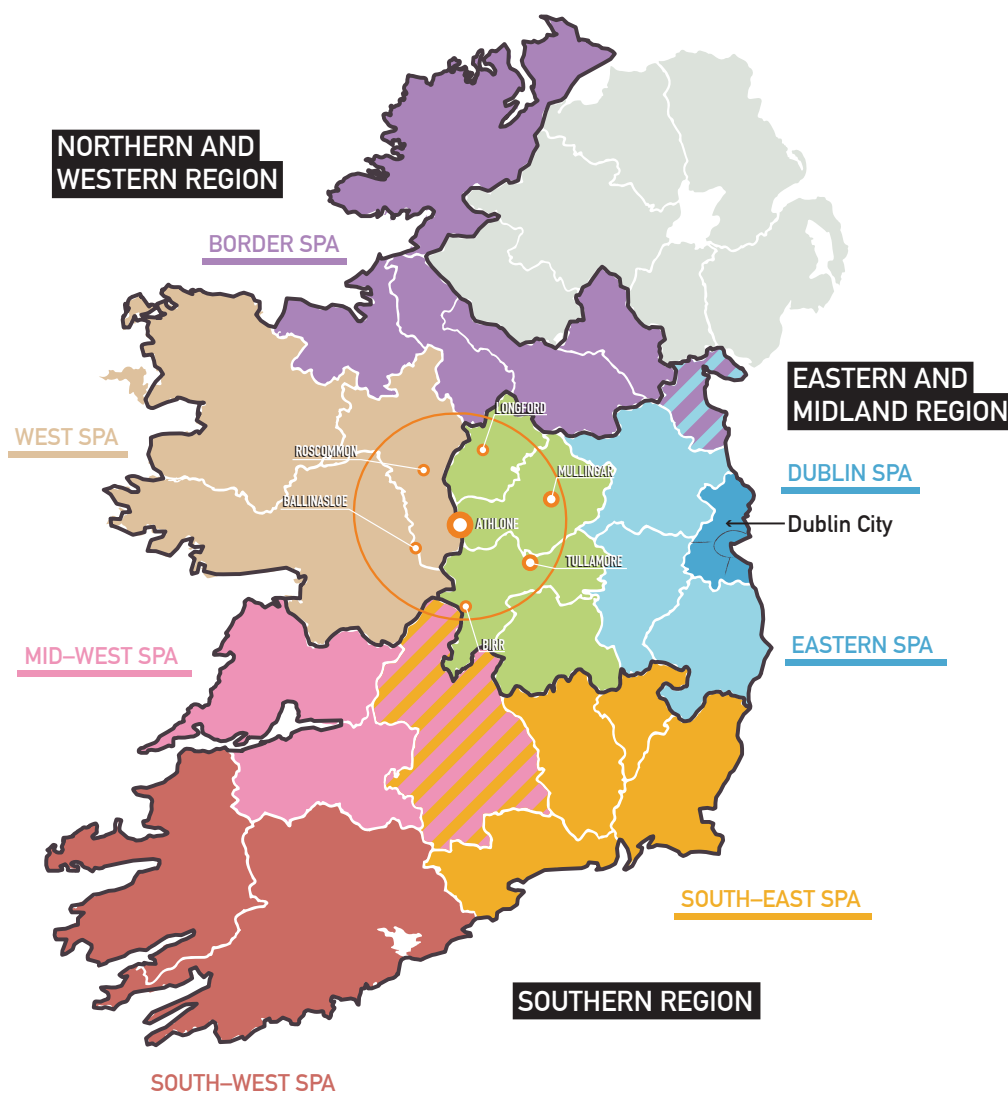 NORTHERN AND
WESTERN REGION
BORDER SPA
EASTERN AND
MIDLAND REGION
LONGFORD
WEST SPA
ROSCOMMON
MULLINGAR
DUBLIN SPA
BALLINASLOE
ATHLONE
Dublin City
TULLAMORE
BIRR
MID–WEST SPA
EASTERN SPA
SOUTH–EAST SPA
SOUTHERN REGION
SOUTH–WEST SPA